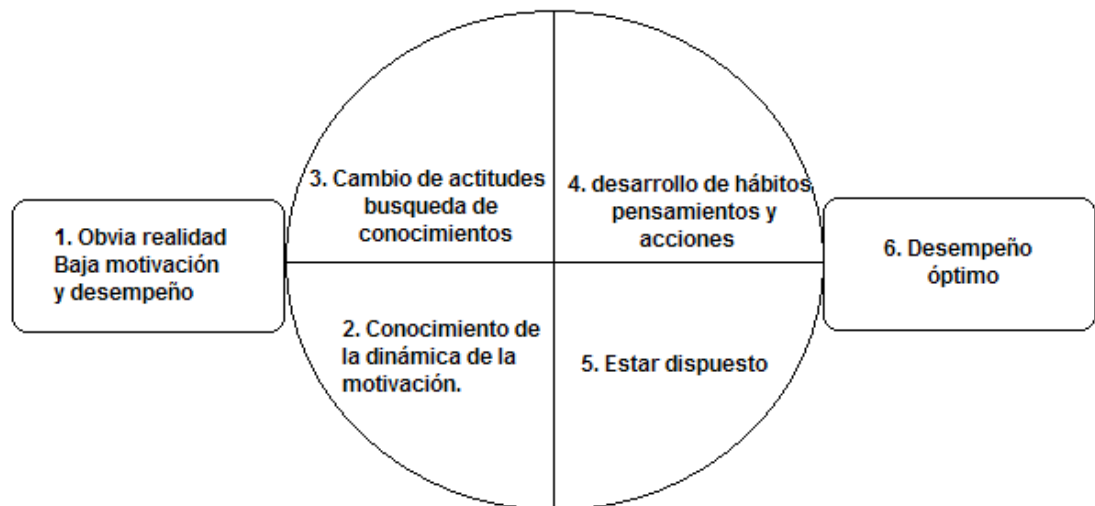 1. Obvia realidad
Baja motivación
y desempeño
2. Conocimiento de
la dinámica de la
motivación.
3. Cambio de actitudes
busqueda de
conocimientos
4. desarrollo de hábitos
pensamientos y
acciones
5. Estar dispuesto
6. Desempeño
óptimo